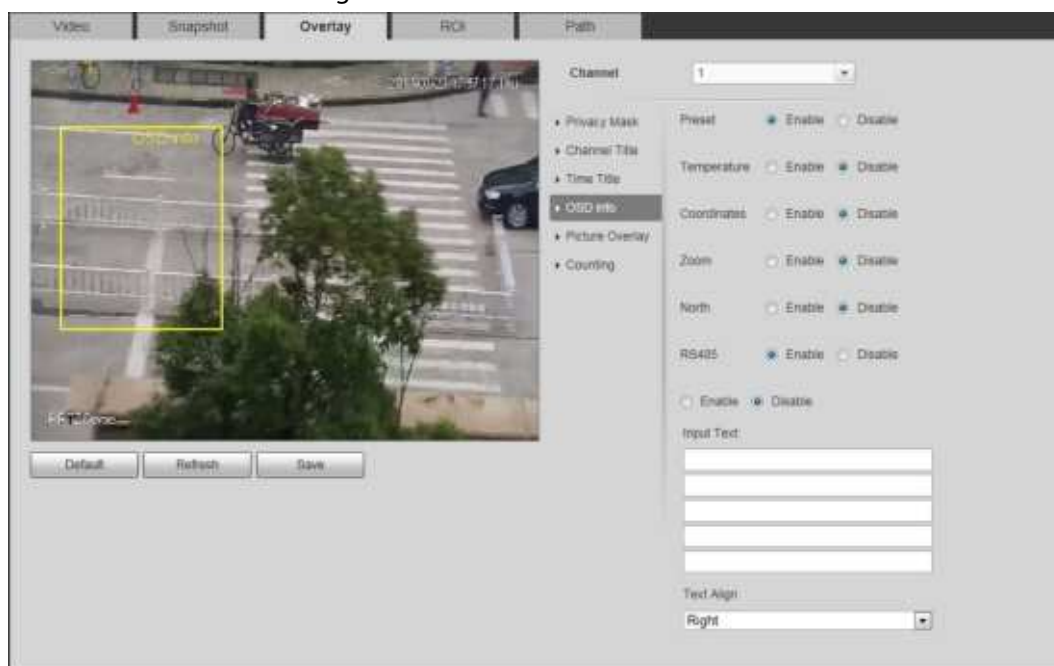 Video Snapshot Overlay ROI Path
Channel 1
Privacy Mask
Channel Title
Time Title
OSD Info
Picture Overlay
Counting
Preset Enable Disable
Temperature Enable Disable
Coordinates Enable Disable
Zoom Enable Disable
North Enable Disable
RS485 Enable Disable
Enable Disable
Input Text
Text Align
Right
OSD Info
Default Refresh Save